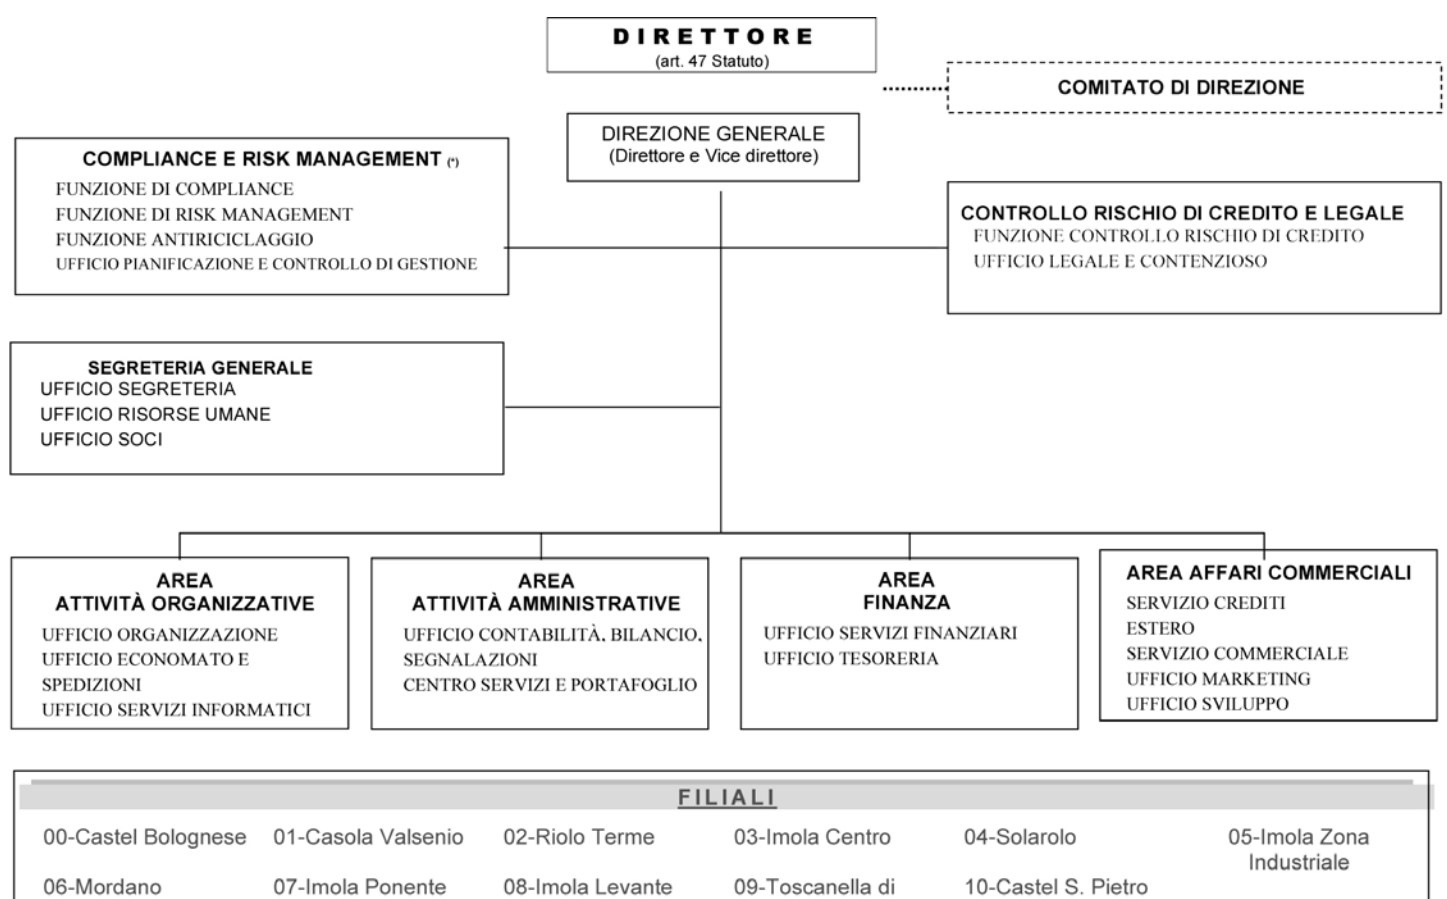 DIRETTORE
(art. 47 Statuto)
COMITATO DI DIREZIONE
DIREZIONE GENERALE
(Direttore e Vice direttore)
COMPLIANCE E RISK MANAGEMENT (*)
FUNZIONE DI COMPLIANCE
FUNZIONE DI RISK MANAGEMENT
FUNZIONE ANTIRICICLAGGIO
UFFICIO PIANIFICAZIONE E CONTROLLO DI GESTIONE
CONTROLLO RISCHIO DI CREDITO E LEGALE
FUNZIONE CONTROLLO RISCHIO DI CREDITO
UFFICIO LEGALE E CONTENZIOSO
SEGRETERIA GENERALE
UFFICIO SEGRETERIA
UFFICIO RISORSE UMANE
UFFICIO SOCI
AREA
ATTIVITÀ ORGANIZZATIVE
UFFICIO ORGANIZZAZIONE
UFFICIO ECONOMATO E
SPEDIZIONI
UFFICIO SERVIZI INFORMATICI
AREA
ATTIVITÀ AMMINISTRATIVE
UFFICIO CONTABILITÀ, BILANCIO,
SEGNALAZIONI
CENTRO SERVIZI E PORTAFOGLIO
AREA
FINANZA
UFFICIO SERVIZI FINANZIARI
UFFICIO TESORERIA
AREA AFFARI COMMERCIALI
SERVIZIO CREDITI
ESTERO
SERVIZIO COMMERCIALE
UFFICIO MARKETING
UFFICIO SVILUPPO
FILIALI
00-Castel Bolognese
01-Casola Valsenio
02-Riolo Terme
03-Imola Centro
04-Solarolo
05-Imola Zona
Industriale
06-Mordano
07-Imola Ponente
08-Imola Levante
09-Toscanella di
10-Castel S. Pietro